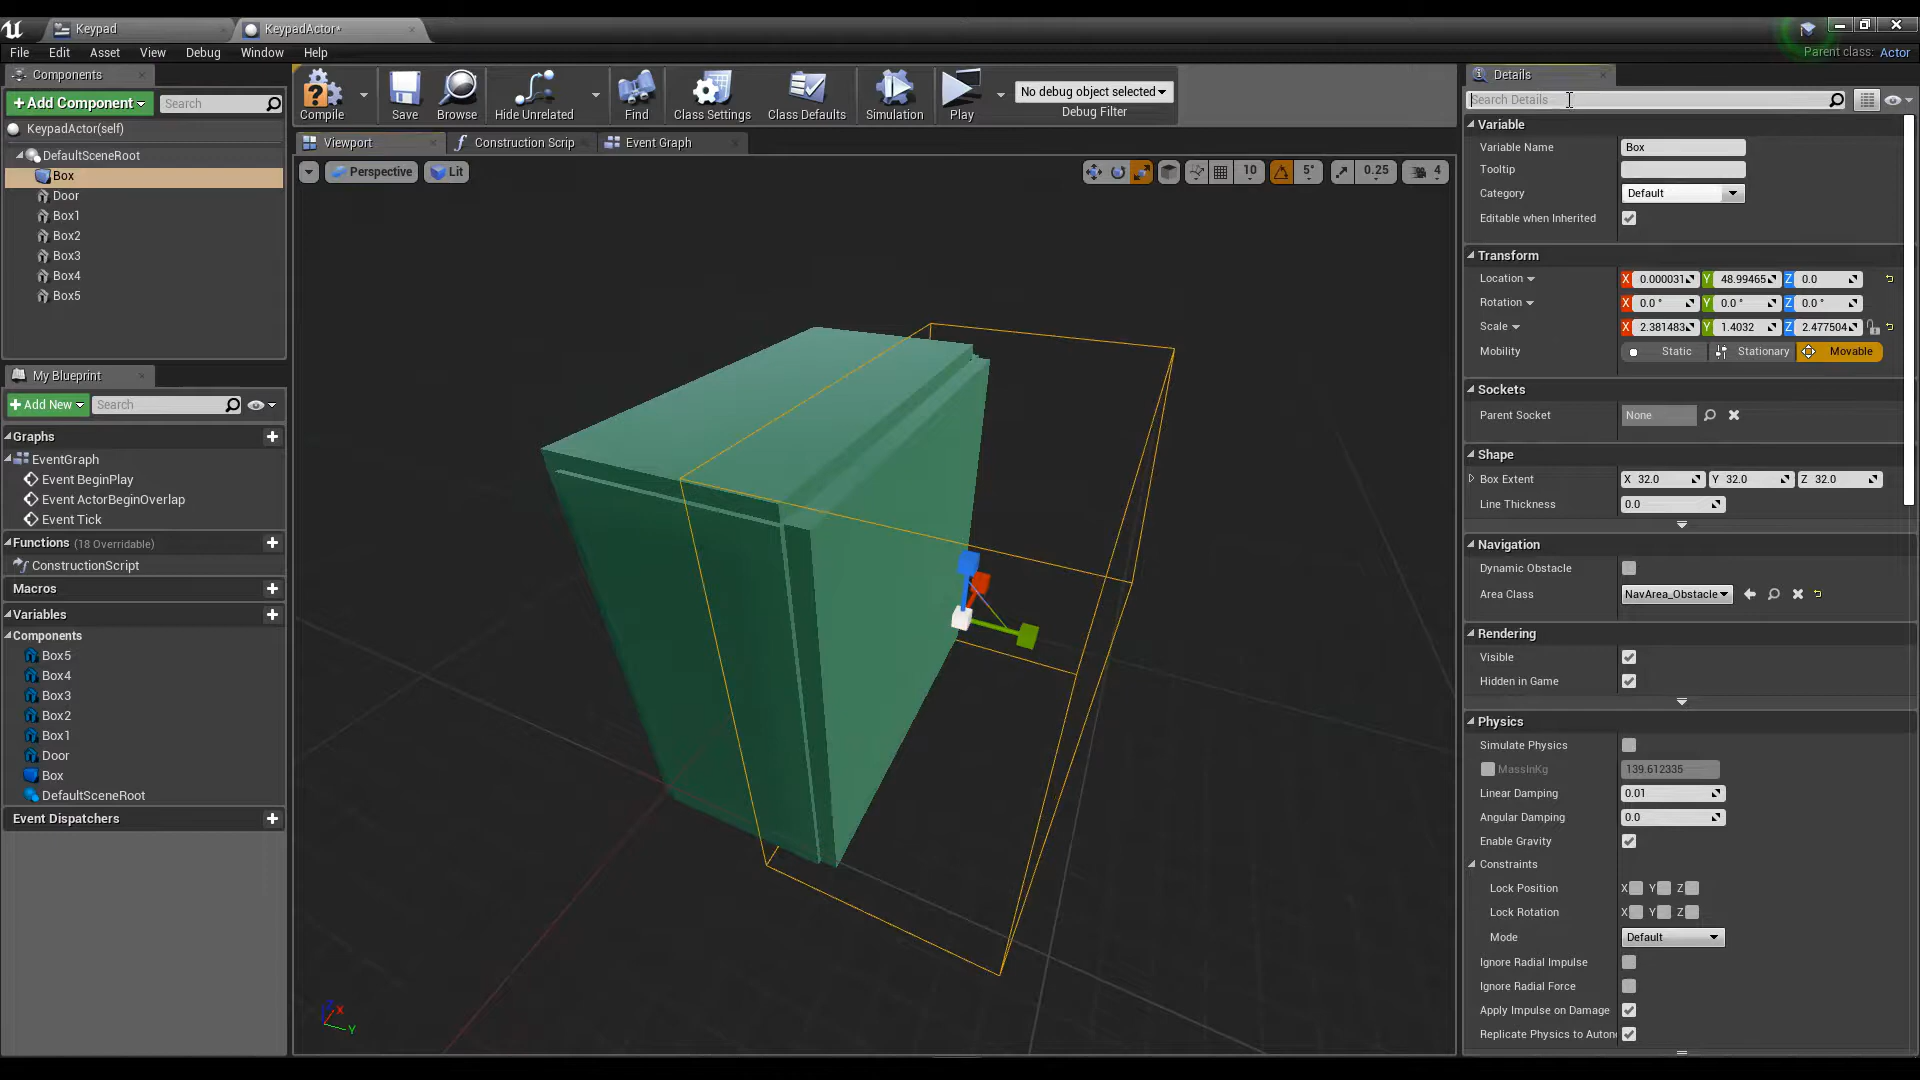 Keypad
KeypadActor*
File Edit Asset View Debug Window Help
Parent class: Actor
Components
+Add Component
Search
KeypadActor(self)
DefaultSceneRoot
Box
Door
Box1
Box2
Box3
Box4
Box5
My Blueprint
+Add New
Search
Graphs
EventGraph
Event BeginPlay
Event ActorBeginOverlap
Event Tick
Functions (18 Overridable)
ConstructionScript
Macros
Variables
Components
Box5
Box4
Box3
Box2
Box1
Door
Box
DefaultSceneRoot
Event Dispatchers
Compile
Save
Browse
Hide Unrelated
Find
Class Settings
Class Defaults
Simulation
Play
No debug object selected
Debug Filter
Viewport
Construction Scrip
Event Graph
Perspective
Lit
10
5°
0.25
4
Z X
Y
Details
Search Details
Variable
Variable Name Box
Tooltip
Category Default
Editable when Inherited
Transform
Location X 0.000031 Y 48.99465 Z 0.0
Rotation X 0.0 ° Y 0.0 ° Z 0.0 °
Scale X 2.381483 Y 1.4032 Z 2.477504
Mobility Static Stationary Movable
Sockets
Parent Socket None
Shape
Box Extent X 32.0 Y 32.0 Z 32.0
Line Thickness 0.0
Navigation
Dynamic Obstacle
Area Class NavArea_Obstacle
Rendering
Visible
Hidden in Game
Physics
Simulate Physics
MassInKg 139.612335
Linear Damping 0.01
Angular Damping 0.0
Enable Gravity
Constraints
Lock Position X Y Z
Lock Rotation X Y Z
Mode Default
Ignore Radial Impulse
Ignore Radial Force
Apply Impulse on Damage
Replicate Physics to Auton